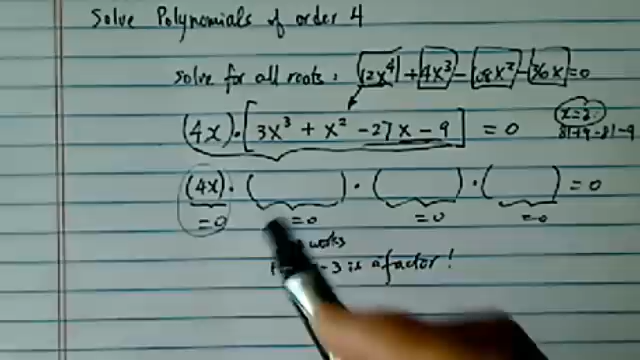 Solve Polynomials of order 4
Solve for all roots: 12x⁴ + 4x³ - 108x² - 36x = 0
(4x) · [3x³ + x² - 27x - 9] = 0
x=3
81+9-81-9
(4x) · ( ) · ( ) · ( ) = 0
=0 =0 =0 =0
works
-3 is a factor!